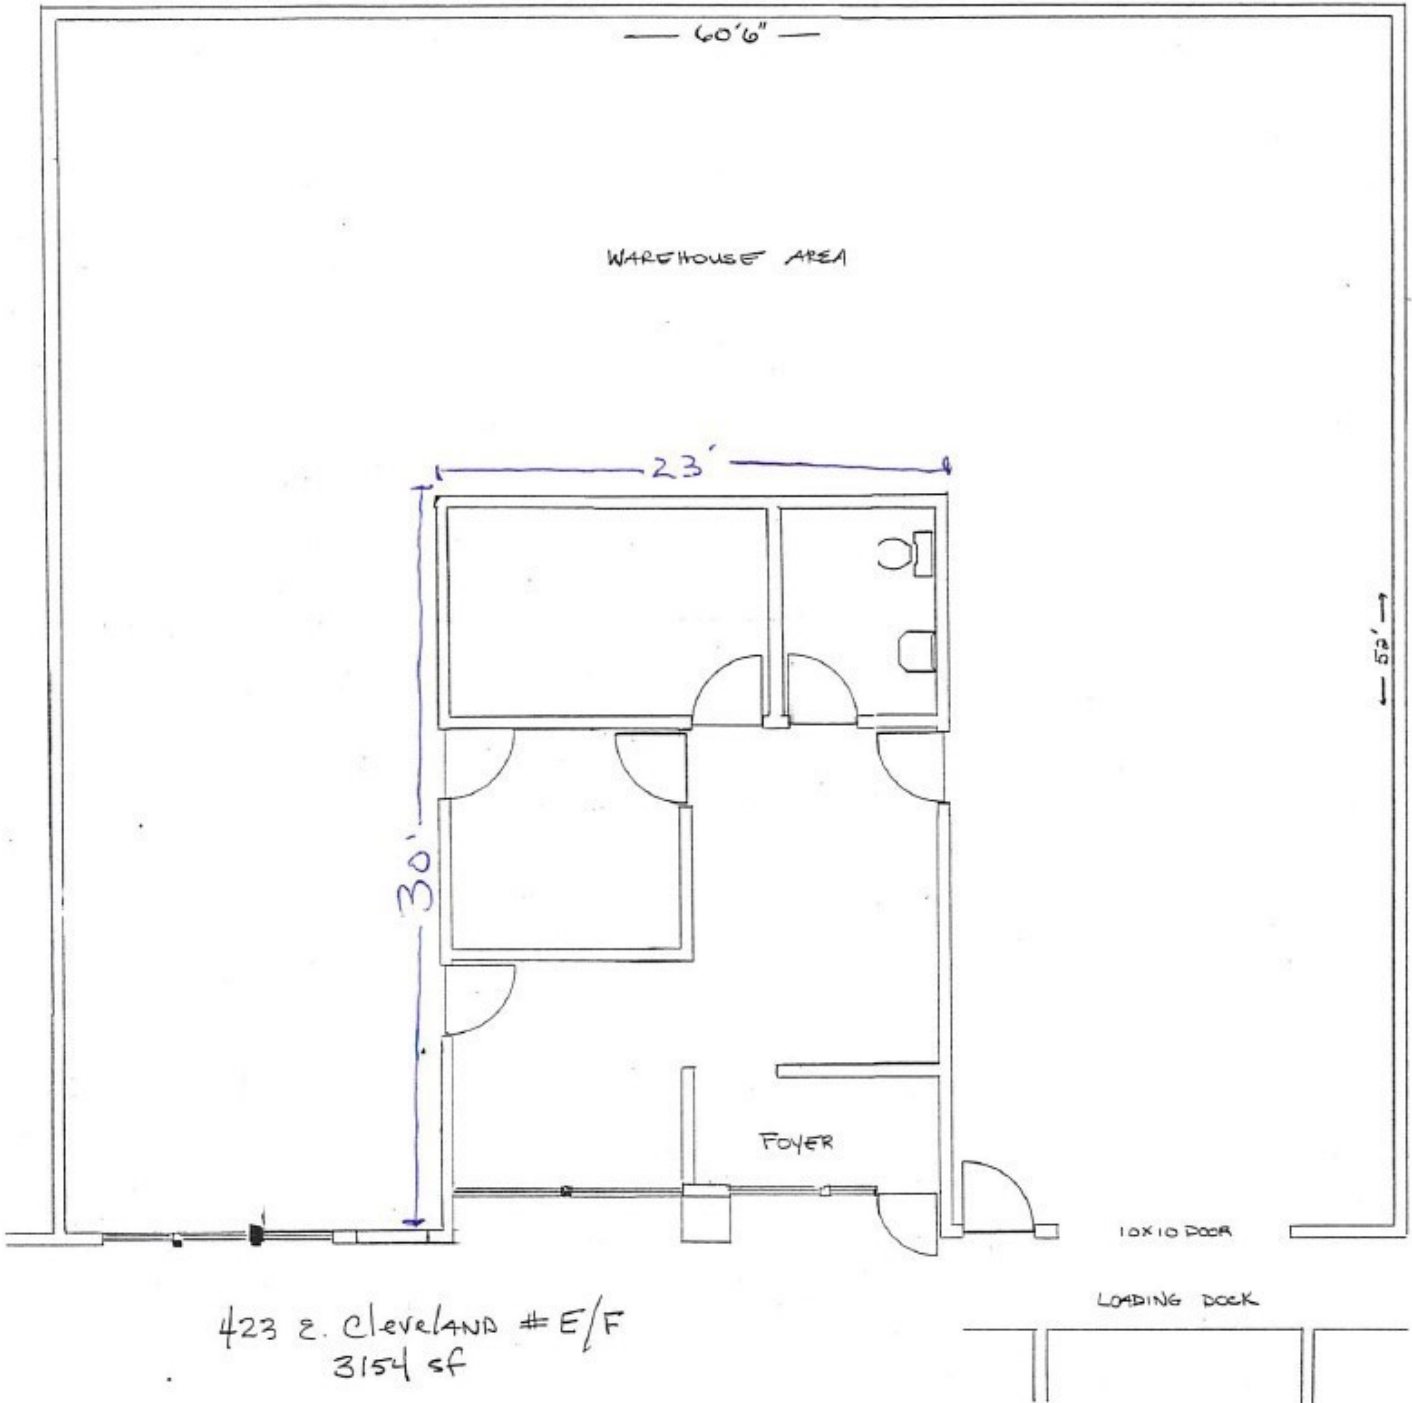 60'6"
WAREHOUSE AREA
23'
52'
30'
FOYER
10X10 DOOR
LOADING DOCK
423 E. Cleveland # E/F
3154 sf